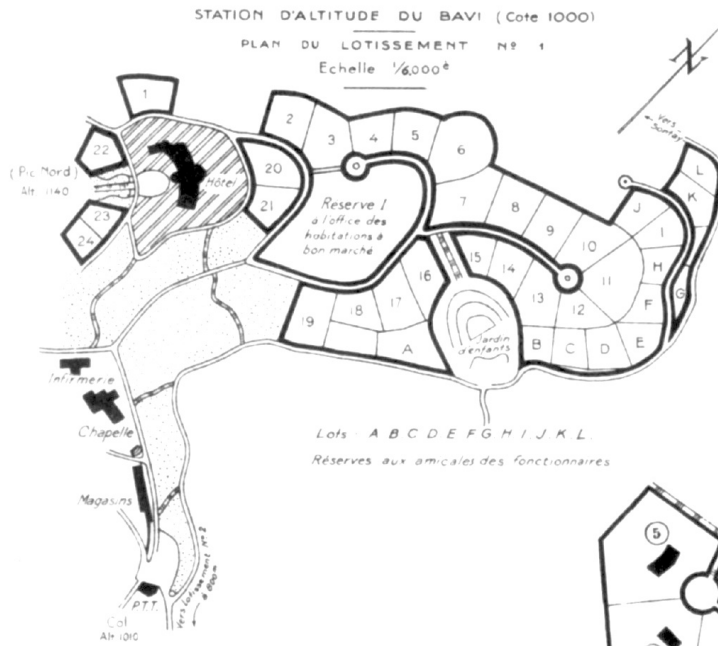 STATION D'ALTITUDE DU BAVI (Cote 1000)
PLAN DU LOTISSEMENT Nº 1
Echelle 1/6,000è
N
Vers
Sontay
1
2
3
4
5
6
22
(Pic Nord)
Alt. 1140
Hôtel
20
21
23
24
Reserve I
à l'office des
habitations à
bon marché
7
8
9
10
11
12
13
14
15
16
17
18
19
A
L
K
J
I
H
G
F
E
D
C
B
Jardin
d'enfants
Infirmerie
Chapelle
Magasins
P.T.T.
Col
Alt 1010
Vers Lotissement Nº 2
à 800m
Lots : A B C D E F G H I J K L.
Réserves aux amicales des fonctionnaires
5